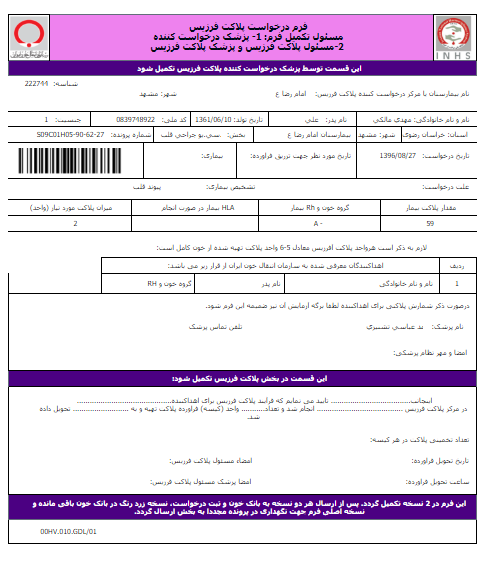 فرم درخواست پلاکت فرزیس
مسئول تکمیل فرم: 1- پزشک درخواست کننده
2-مسئول پلاکت فرزیس و پزشک پلاکت فرزیس
INHS
این قسمت توسط پزشک درخواست کننده پلاکت فرزیس تکمیل شود
شناسه: 222744
نام بیمارستان یا مرکز درخواست کننده پلاکت فرزیس: امام رضا ع شهر: مشهد
نام و نام خانوادگی: مهدی مالکی نام پدر: علی تاریخ تولد: 1361/06/10 کد ملی: 0839748922 جنسیت: 1
استان: خراسان رضوی شهر: مشهد بیمارستان امام رضا ع بخش: .سی.یو جراحی قلب شماره پرونده: S09C01H05-90-62-27
تاریخ درخواست: 1396/08/27 تاریخ مورد نظر جهت تزریق فراورده: بیماری:
علت درخواست: تشخیص بیماری: پیوند قلب
مقدار پلاکت بیمار گروه خون و Rh بیمار HLA بیمار در صورت انجام میزان پلاکت مورد نیاز (واحد)
59 A - 2
لازم به ذکر است هرواحد پلاکت آفرزیس معادل 5-6 واحد پلاکت تهیه شده از خون کامل است:
ردیف اهداکنندگان معرفی شده به سازمان انتقال خون ایران از قرار زیر می باشد:
1 نام و نام خانوادگی نام پدر گروه خون و RH
درصورت ذکر شمارش پلاکتی برای اهداکننده لطفا برگه آزمایش آن نیز ضمیمه این فرم شود.
نام پزشک: ید عباسی تشنیزی تلفن تماس پزشک
امضا و مهر نظام پزشکی:
این قسمت در بخش پلاکت فرزیس تکمیل شود:
اینجانب...................................... تایید می نمایم که فرآیند پلاکت فرزیس برای اهداکننده..............................................
در مرکز پلاکت فرزیس .......................................... انجام شد و تعداد............ واحد (کیسه) فراورده پلاکت تهیه و به ............................ تحویل داده
شد.
تعداد تخمینی پلاکت در هر کیسه:
تاریخ تحویل فراورده: امضاء مسئول پلاکت فرزیس:
ساعت تحویل فراورده: امضا پزشک مسئول پلاکت فرزیس:
این فرم در 2 نسخه تکمیل گردد. پس از ارسال هر دو نسخه به بانک خون و ثبت درخواست، نسخه زرد رنگ در بانک خون باقی مانده و
نسخه اصلی فرم جهت نگهداری در پرونده مجددا به بخش ارسال گردد.
00HV.010.GDL/01